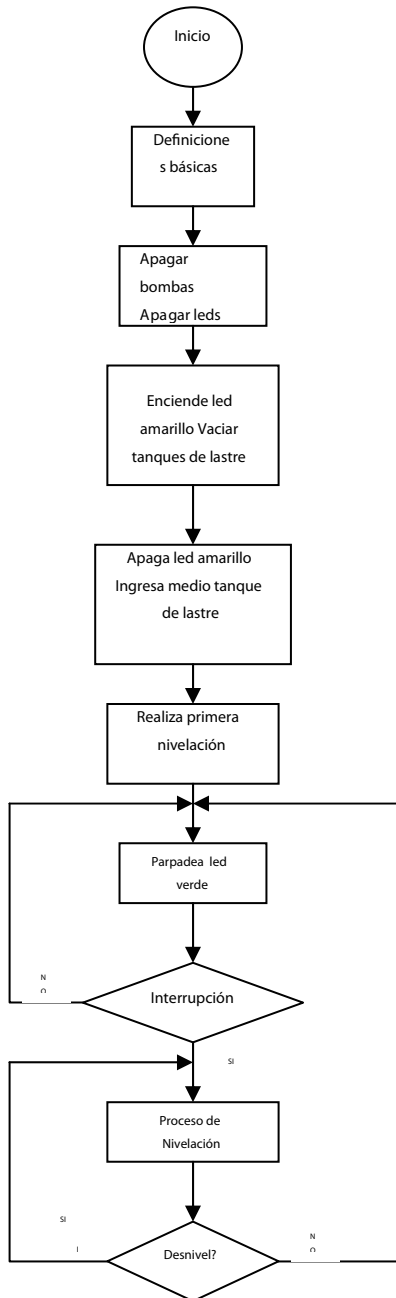 Inicio
Definicione
s básicas
Apagar
bombas
Apagar leds
Enciende led
amarillo Vaciar
tanques de lastre
Apaga led amarillo
Ingresa medio tanque
de lastre
Realiza primera
nivelación
Parpadea led
verde
N
O
Interrupción
SI
Proceso de
Nivelación
SI
I
Desnivel?
N
O